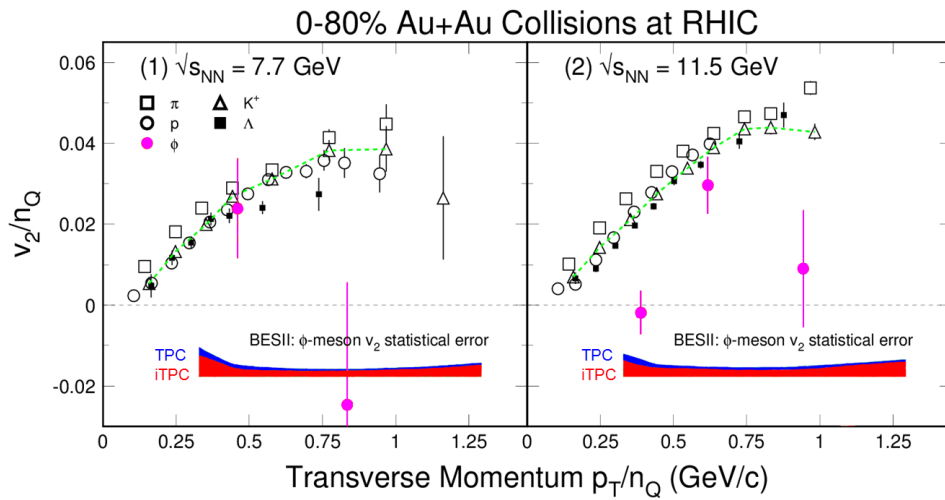 0-80% Au+Au Collisions at RHIC
(1) √sNN = 7.7 GeV
(2) √sNN = 11.5 GeV
π K+
p Λ
ϕ
0.06
0.04
0.02
0
-0.02
v2/nQ
BESII: ϕ-meson v2 statistical error
TPC
iTPC
BESII: ϕ-meson v2 statistical error
TPC
iTPC
0 0.25 0.5 0.75 1 1.25 0 0.25 0.5 0.75 1 1.25
Transverse Momentum pT/nQ (GeV/c)